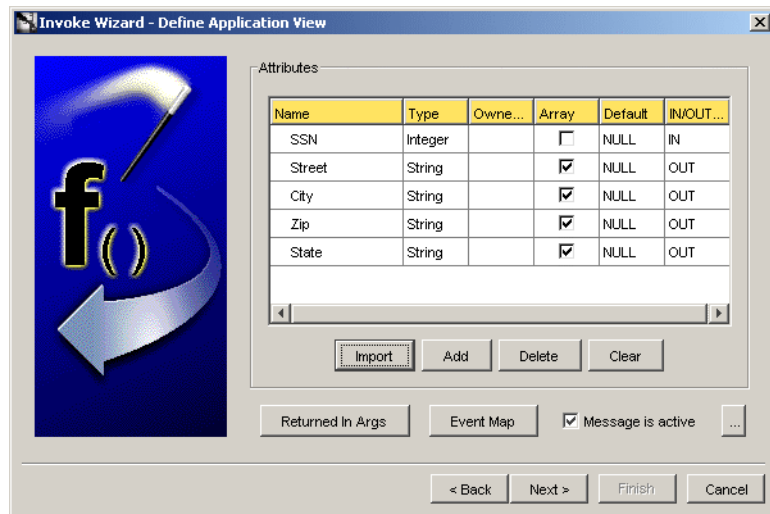 Invoke Wizard - Define Application View
f()
Attributes
Name Type Owne... Array Default IN/OUT...
SSN Integer NULL IN
Street String NULL OUT
City String NULL OUT
Zip String NULL OUT
State String NULL OUT
Import Add Delete Clear
Returned In Args Event Map Message is active ...
< Back Next > Finish Cancel